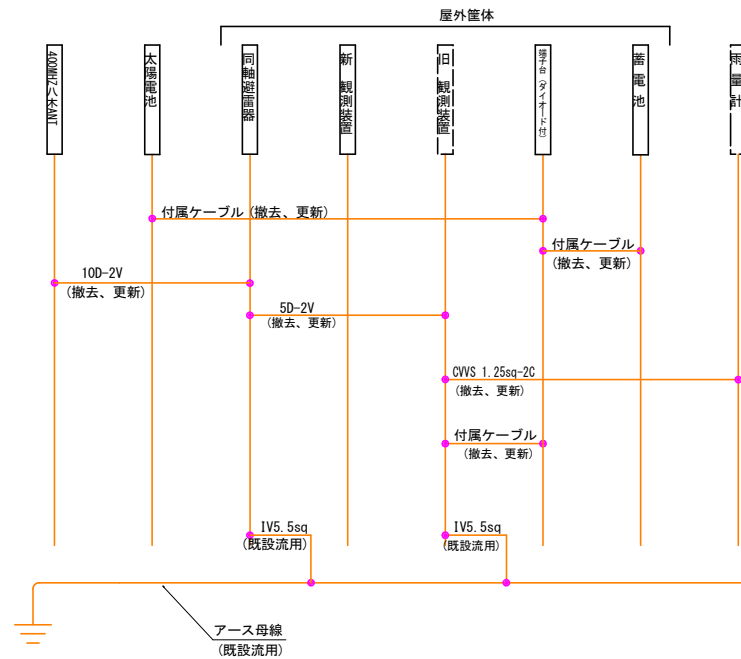 屋外筐体
400MHZ八木ANT
太陽電池
同軸避雷器
新 観測装置
旧 観測装置
端子台（ダイオード付）
蓄電池
雨量計
付属ケーブル（撤去、更新）
付属ケーブル
（撤去、更新）
10D-2V
（撤去、更新）
5D-2V
（撤去、更新）
CVVS 1.25sq-2C
（撤去、更新）
付属ケーブル
（撤去、更新）
IV5.5sq
（既設流用）
IV5.5sq
（既設流用）
アース母線
（既設流用）